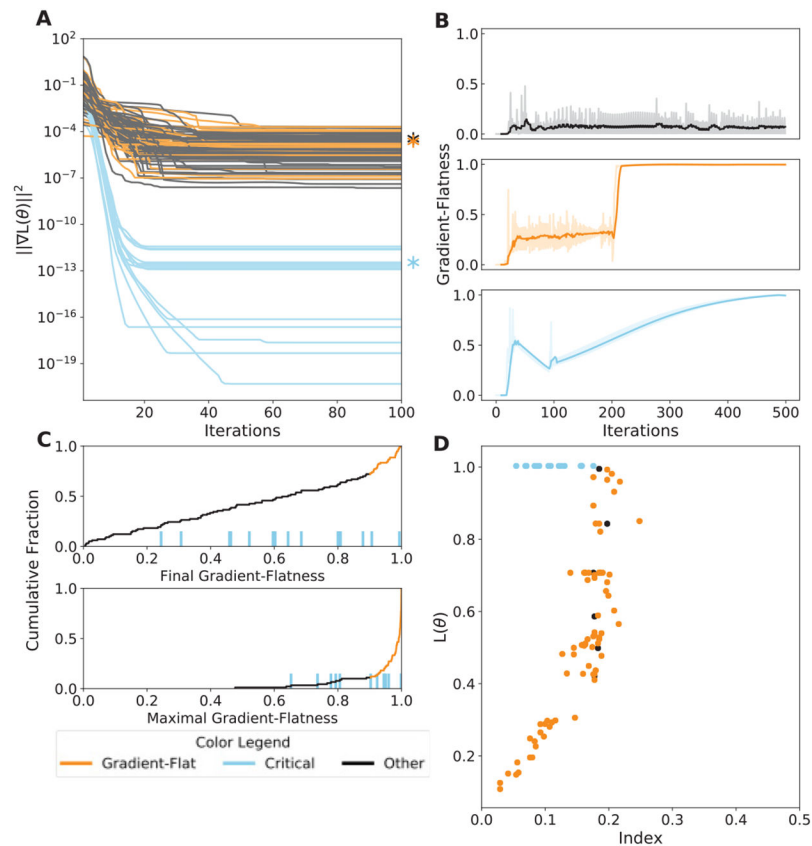 A
10^2
10^-1
10^-4
10^-7
10^-10
10^-13
10^-16
10^-19
||∇L(θ)||^2
20 40 60 80 100
Iterations
B
1.0
0.5
0.0
1.0
0.5
0.0
1.0
0.5
0.0
Gradient-Flatness
0 100 200 300 400 500
Iterations
C
1.0
0.5
0.0
0.0 0.2 0.4 0.6 0.8 1.0
Final Gradient-Flatness
1.0
0.5
0.0
0.0 0.2 0.4 0.6 0.8 1.0
Maximal Gradient-Flatness
Cumulative Fraction
Color Legend
Gradient-Flat Critical Other
D
1.0
0.8
0.6
0.4
0.2
L(θ)
0.0 0.1 0.2 0.3 0.4 0.5
Index